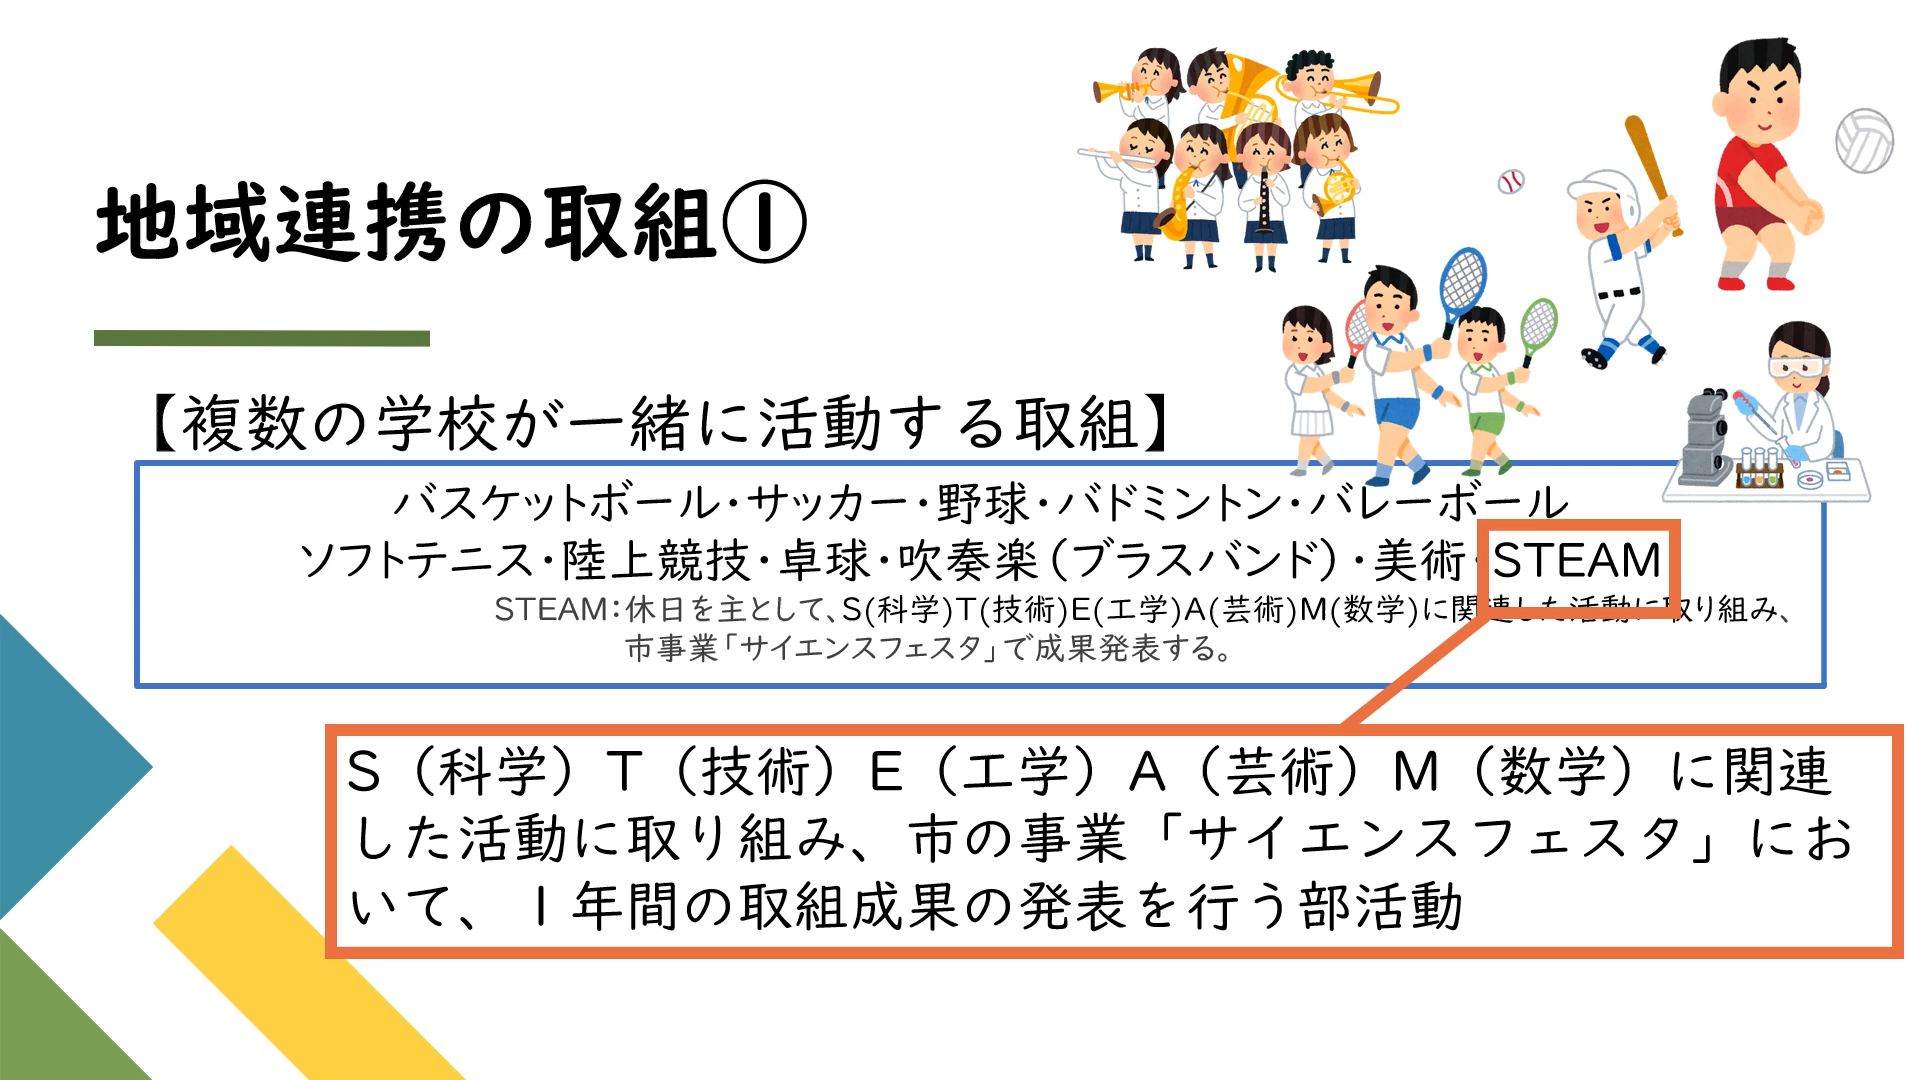 地域連携の取組①
【複数の学校が一緒に活動する取組】
バスケットボール・サッカー・野球・バドミントン・バレーボール
ソフトテニス・陸上競技・卓球・吹奏楽（ブラスバンド）・美術・STEAM
STEAM：休日を主として、S(科学)T(技術)E(工学)A(芸術)M(数学)に関連した活動に取り組み、
市事業「サイエンスフェスタ」で成果発表する。
S（科学）T（技術）E（工学）A（芸術）M（数学）に関連
した活動に取り組み、市の事業「サイエンスフェスタ」にお
いて、１年間の取組成果の発表を行う部活動